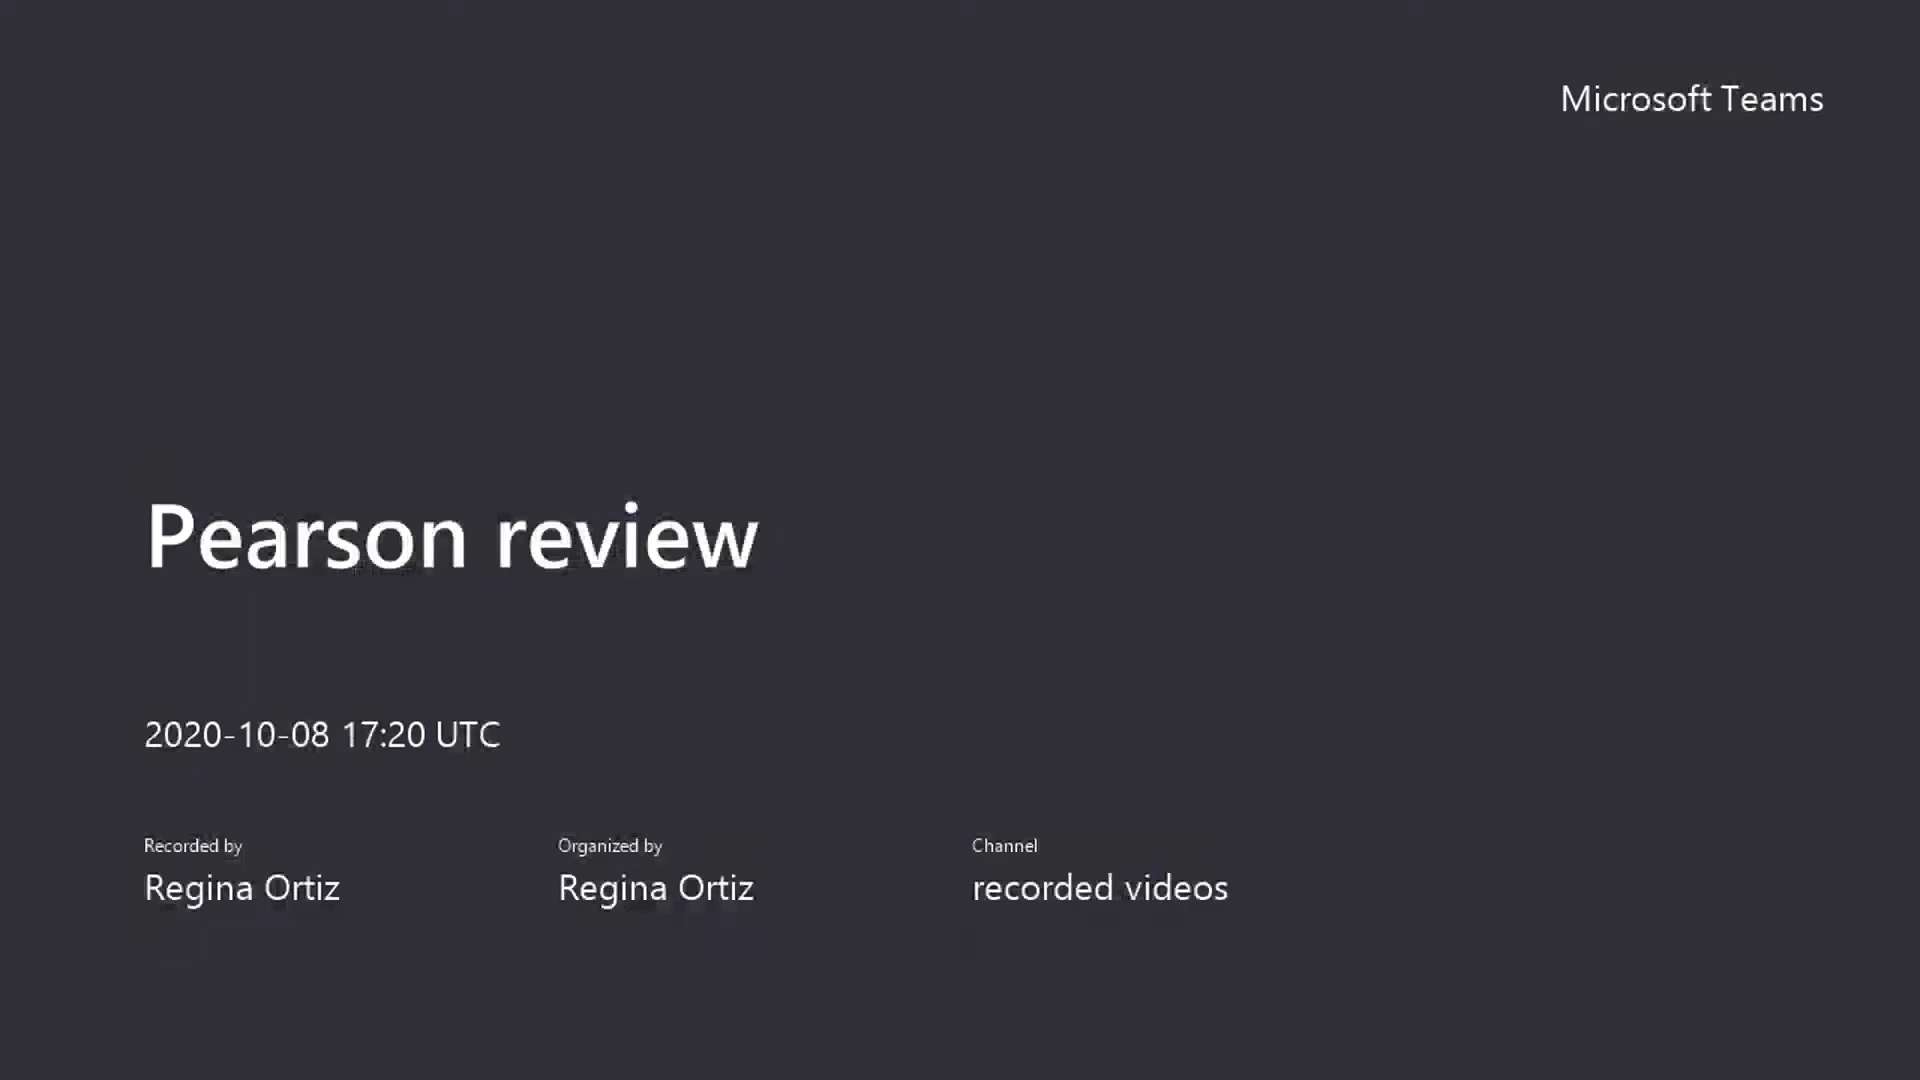 Microsoft Teams
Pearson review
2020-10-08 17:20 UTC
Recorded by
Regina Ortiz
Organized by
Regina Ortiz
Channel
recorded videos